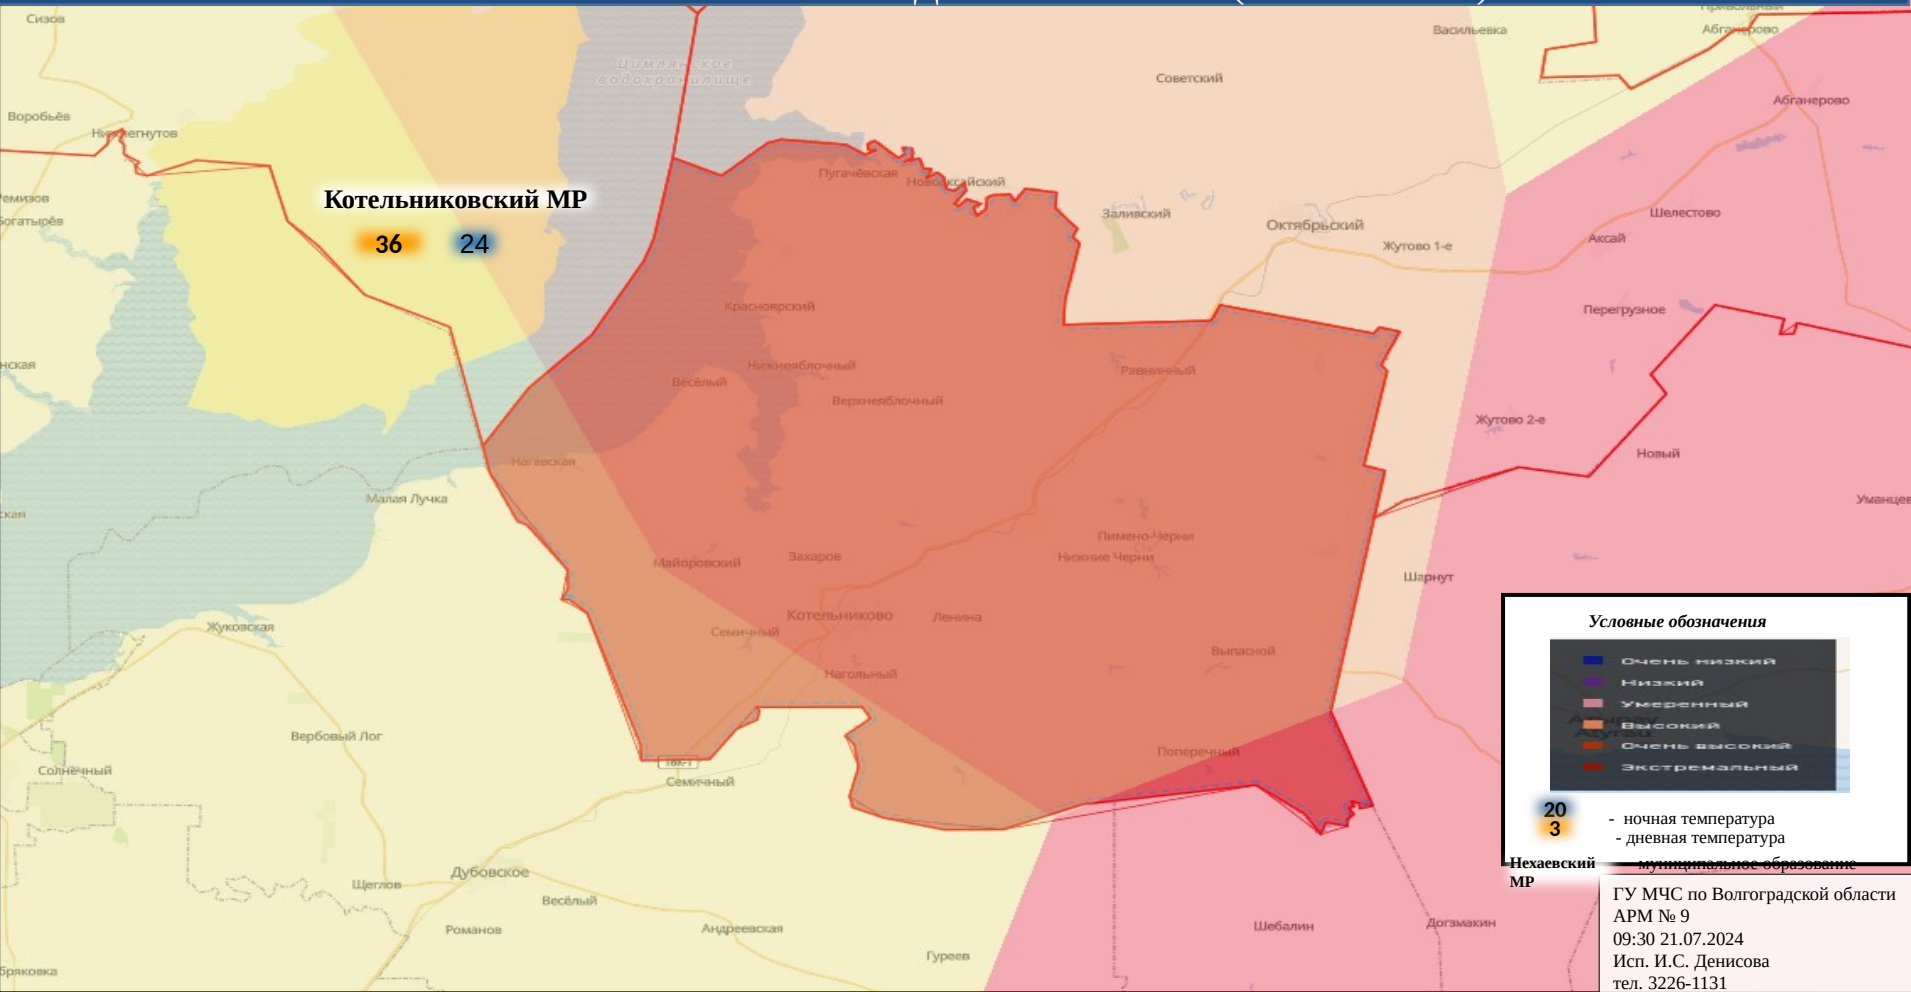 Сизов
Васильевка
Абганерово
Цимлянское
водохранилище
Советский
Абганерово
Воробьёв
Нижнегнутов
Пугачёвская
Новоаксайский
Котельниковский МР
36 24
Заливский
Октябрьский
Шелестово
Жутово 1-е
Аксай
Красноярский
Перегрузное
Нижнеяблочный
Весёлый
Равнинный
Верхнеяблочный
Жутово 2-е
Нагавская
Новый
Малая Лучка
Пимено-Черни
Майоровский
Захаров
Нижние Черни
Шарнут
Котельниково
Ленина
Семичный
Жуковская
Выпасной
Нагольный
Вербовый Лог
Поперечный
Солнечный
Семичный
Дубовское
Щеглов
Весёлый
Романов
Андреевская
Гуреев
Шебалин
Догзмакин
Условные обозначения
Очень низкий
Низкий
Умеренный
Высокий
Очень высокий
Экстремальный
Atyrau
20
3
- ночная температура
- дневная температура
Нехаевский
МР
муниципальное образование
ГУ МЧС по Волгоградской области
АРМ № 9
09:30 21.07.2024
Исп. И.С. Денисова
тел. 3226-1131